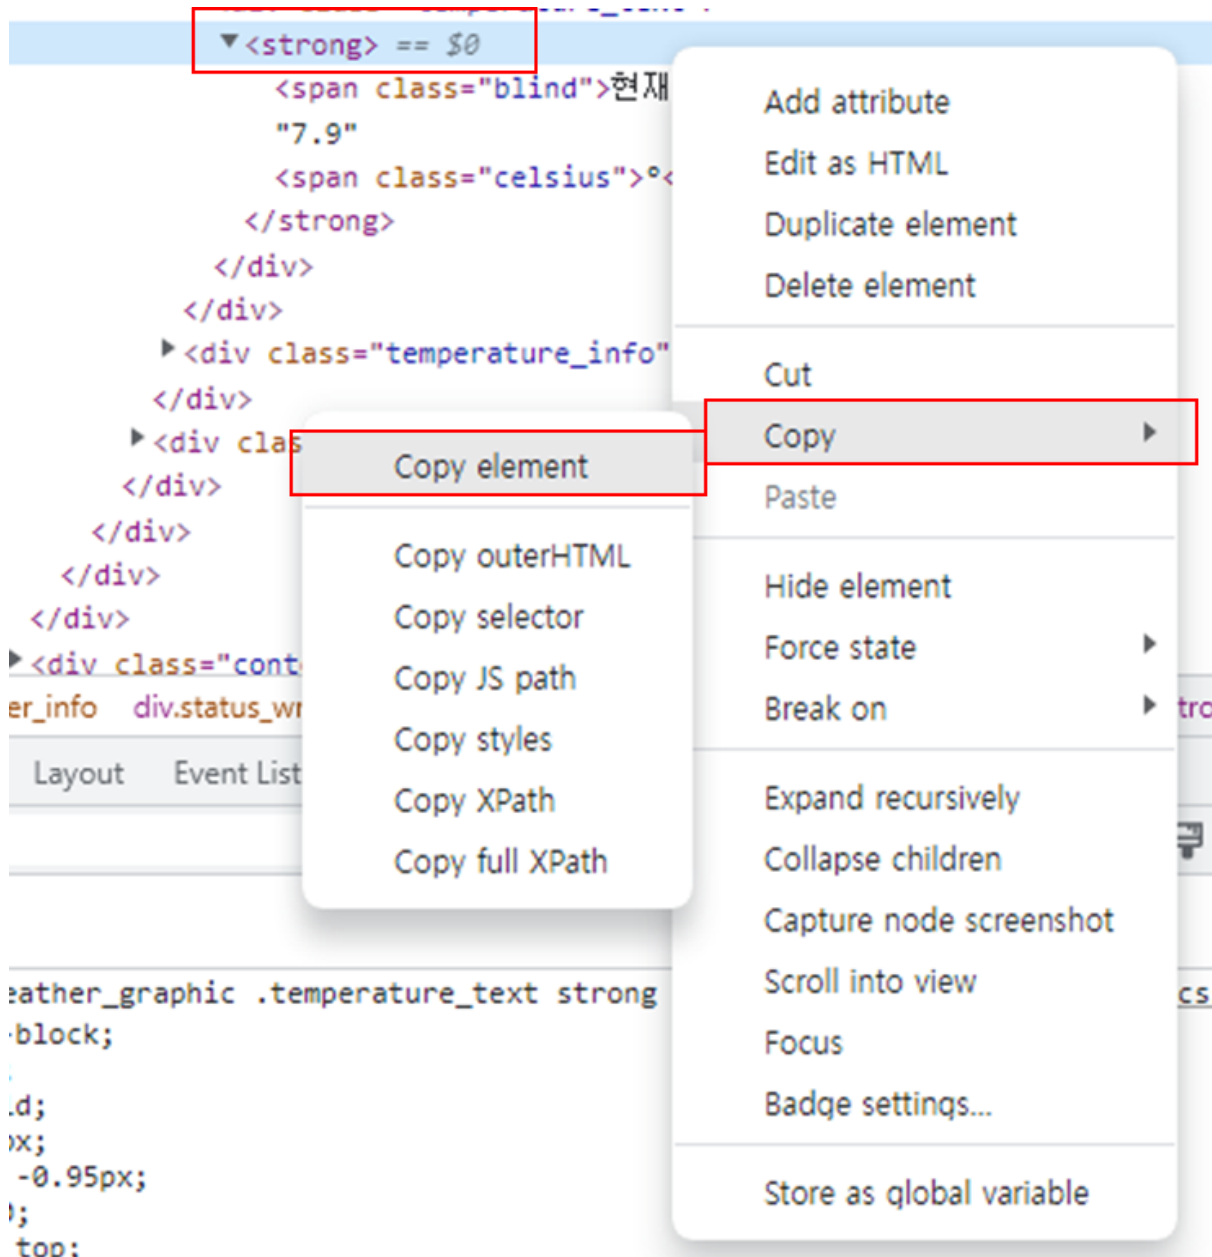 <strong> == $0
<span class="blind">현재
"7.9"
<span class="celsius">°<
</strong>
</div>
</div>
<div class="temperature_info"
</div>
<div clas
</div>
</div>
</div>
</div>
<div class="cont
er_info div.status_wr
Layout Event List
eather_graphic .temperature_text strong
-block;
d;
px;
-0.95px;
;
top;
Copy element
Copy outerHTML
Copy selector
Copy JS path
Copy styles
Copy XPath
Copy full XPath
Add attribute
Edit as HTML
Duplicate element
Delete element
Cut
Copy
Paste
Hide element
Force state
Break on
Expand recursively
Collapse children
Capture node screenshot
Scroll into view
Focus
Badge settings...
Store as global variable
tro
cs